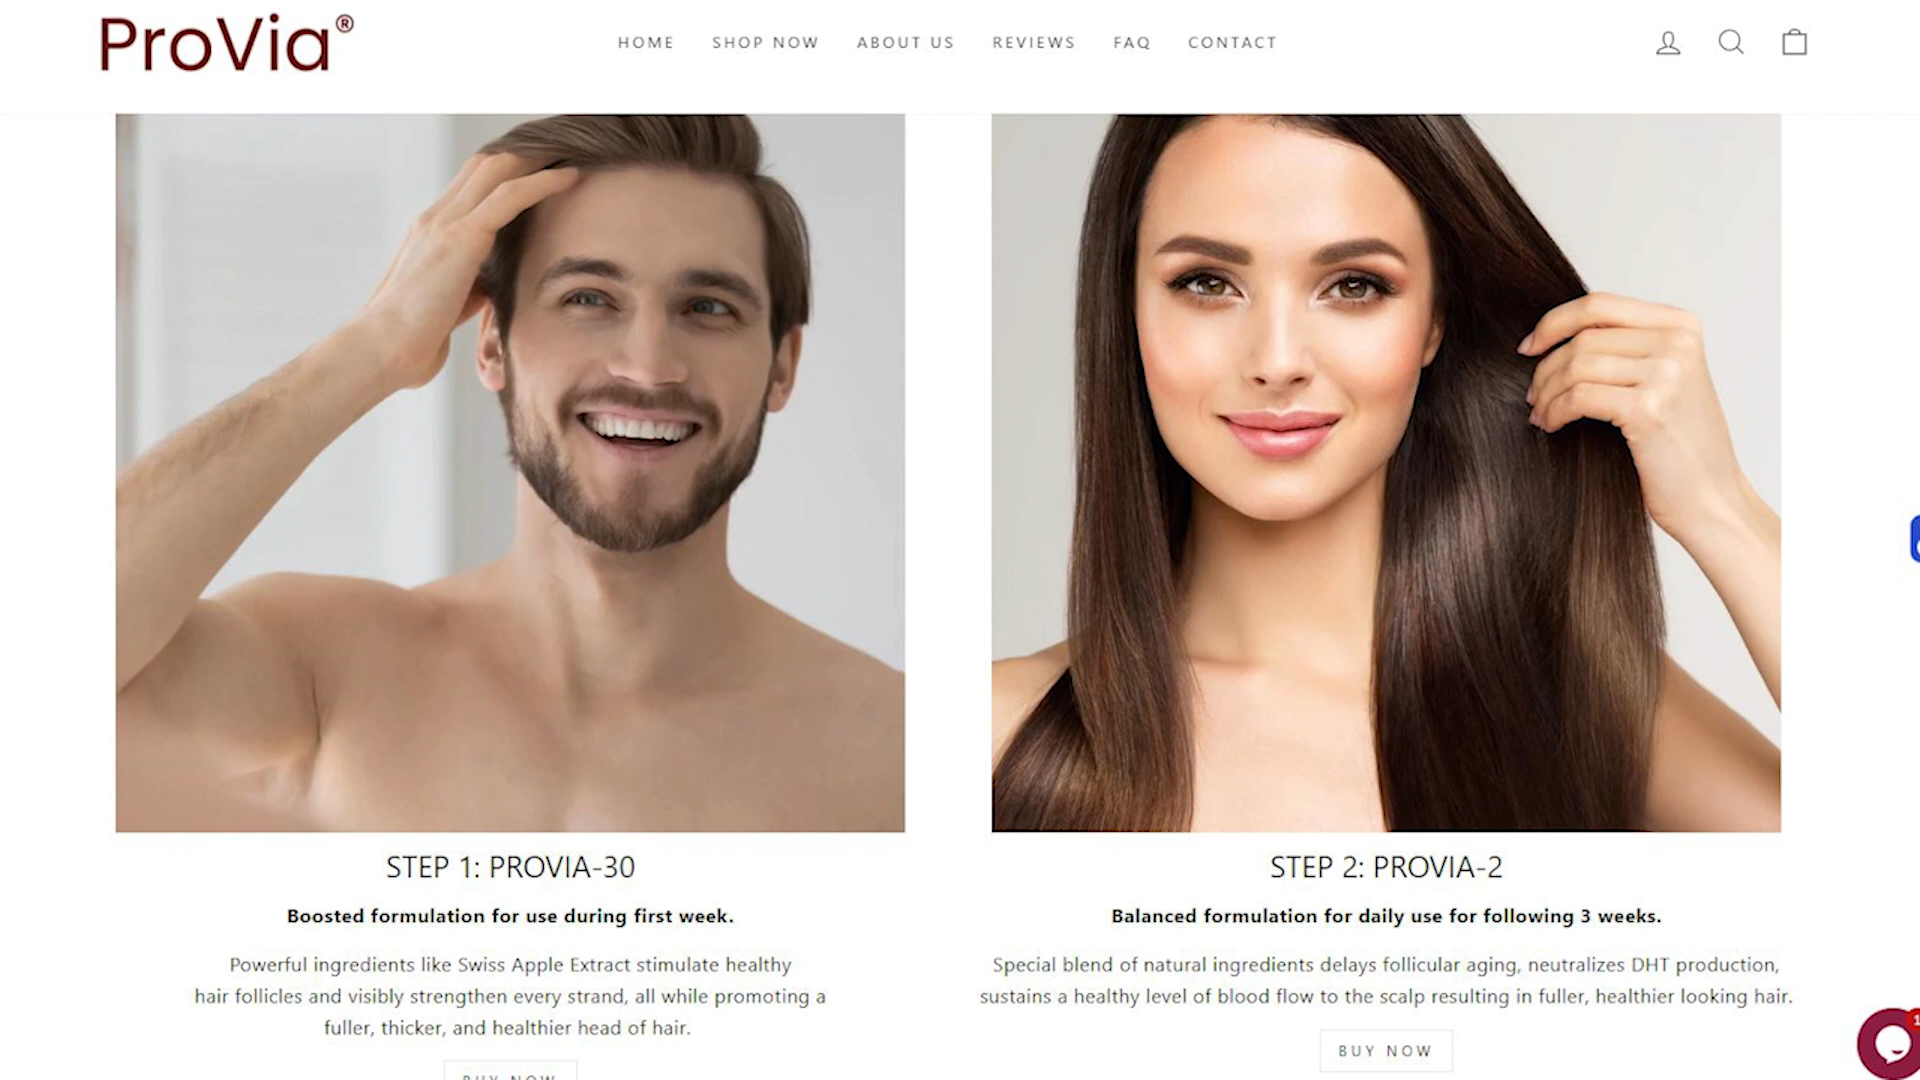 ProVia®
HOME SHOP NOW ABOUT US REVIEWS FAQ CONTACT
STEP 1: PROVIA-30
Boosted formulation for use during first week.
Powerful ingredients like Swiss Apple Extract stimulate healthy
hair follicles and visibly strengthen every strand, all while promoting a
fuller, thicker, and healthier head of hair.
BUY NOW
STEP 2: PROVIA-2
Balanced formulation for daily use for following 3 weeks.
Special blend of natural ingredients delays follicular aging, neutralizes DHT production,
sustains a healthy level of blood flow to the scalp resulting in fuller, healthier looking hair.
BUY NOW
1